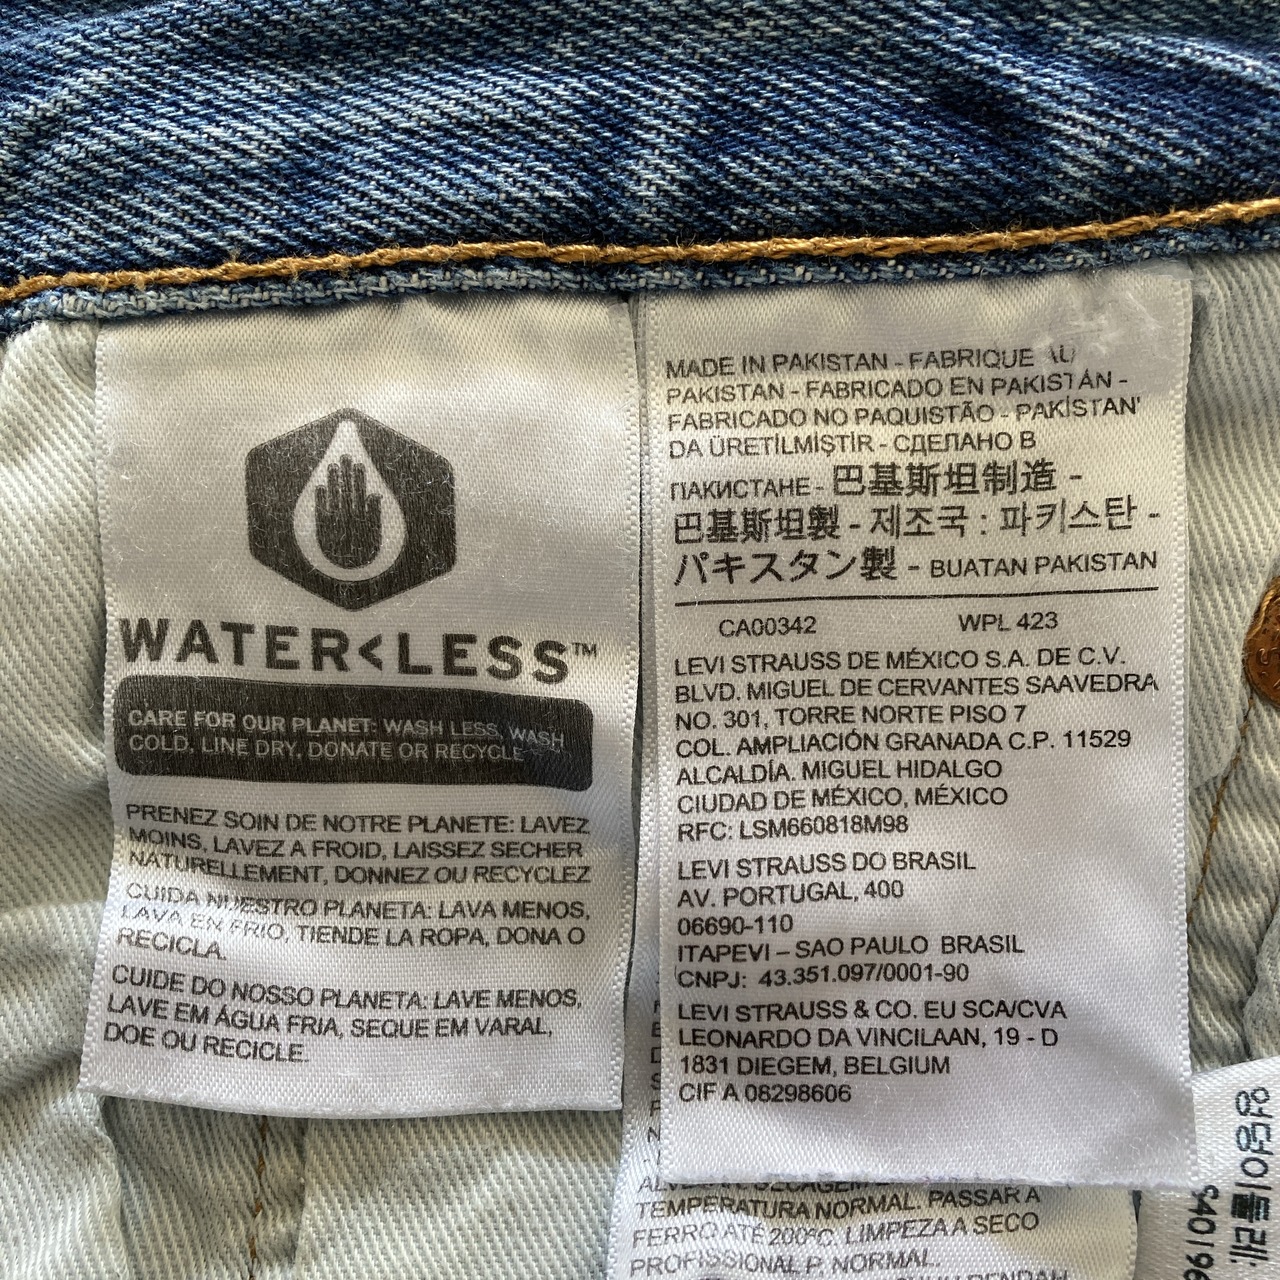 WATER<LESS™
CARE FOR OUR PLANET: WASH LESS, WASH
COLD, LINE DRY, DONATE OR RECYCLE
PRENEZ SOIN DE NOTRE PLANETE: LAVEZ
MOINS, LAVEZ A FROID, LAISSEZ SECHER
NATURELLEMENT, DONNEZ OU RECYCLEZ
CUIDA NUESTRO PLANETA: LAVA MENOS,
LAVA EN FRIO, TIENDE LA ROPA, DONA O
RECICLA.
CUIDE DO NOSSO PLANETA: LAVE MENOS,
LAVE EM ÁGUA FRIA, SEQUE EM VARAL,
DOE OU RECICLE.
MADE IN PAKISTAN - FABRIQUE AU
PAKISTAN - FABRICADO EN PAKISTÁN -
FABRICADO NO PAQUISTÃO - PAKİSTAN'
DA ÜRETİLMİŞTİR - СДЕЛАНО В
ПАКИСТАНЕ - 巴基斯坦制造 -
巴基斯坦製 - 제조국 : 파키스탄 -
パキスタン製 - BUATAN PAKISTAN
CA00342 WPL 423
LEVI STRAUSS DE MÉXICO S.A. DE C.V.
BLVD. MIGUEL DE CERVANTES SAAVEDRA
NO. 301, TORRE NORTE PISO 7
COL. AMPLIACIÓN GRANADA C.P. 11529
ALCALDÍA. MIGUEL HIDALGO
CIUDAD DE MÉXICO, MÉXICO
RFC: LSM660818M98
LEVI STRAUSS DO BRASIL
AV. PORTUGAL, 400
06690-110
ITAPEVI – SAO PAULO BRASIL
CNPJ: 43.351.097/0001-90
LEVI STRAUSS & CO. EU SCA/CVA
LEONARDO DA VINCILAAN, 19 - D
1831 DIEGEM, BELGIUM
CIF A 08298606
TEMPERATURA NORMAL. PASSAR A
FERRO ATÉ 200ºC. LIMPEZA A SECO
PROFISSIONAL P, NORMAL.